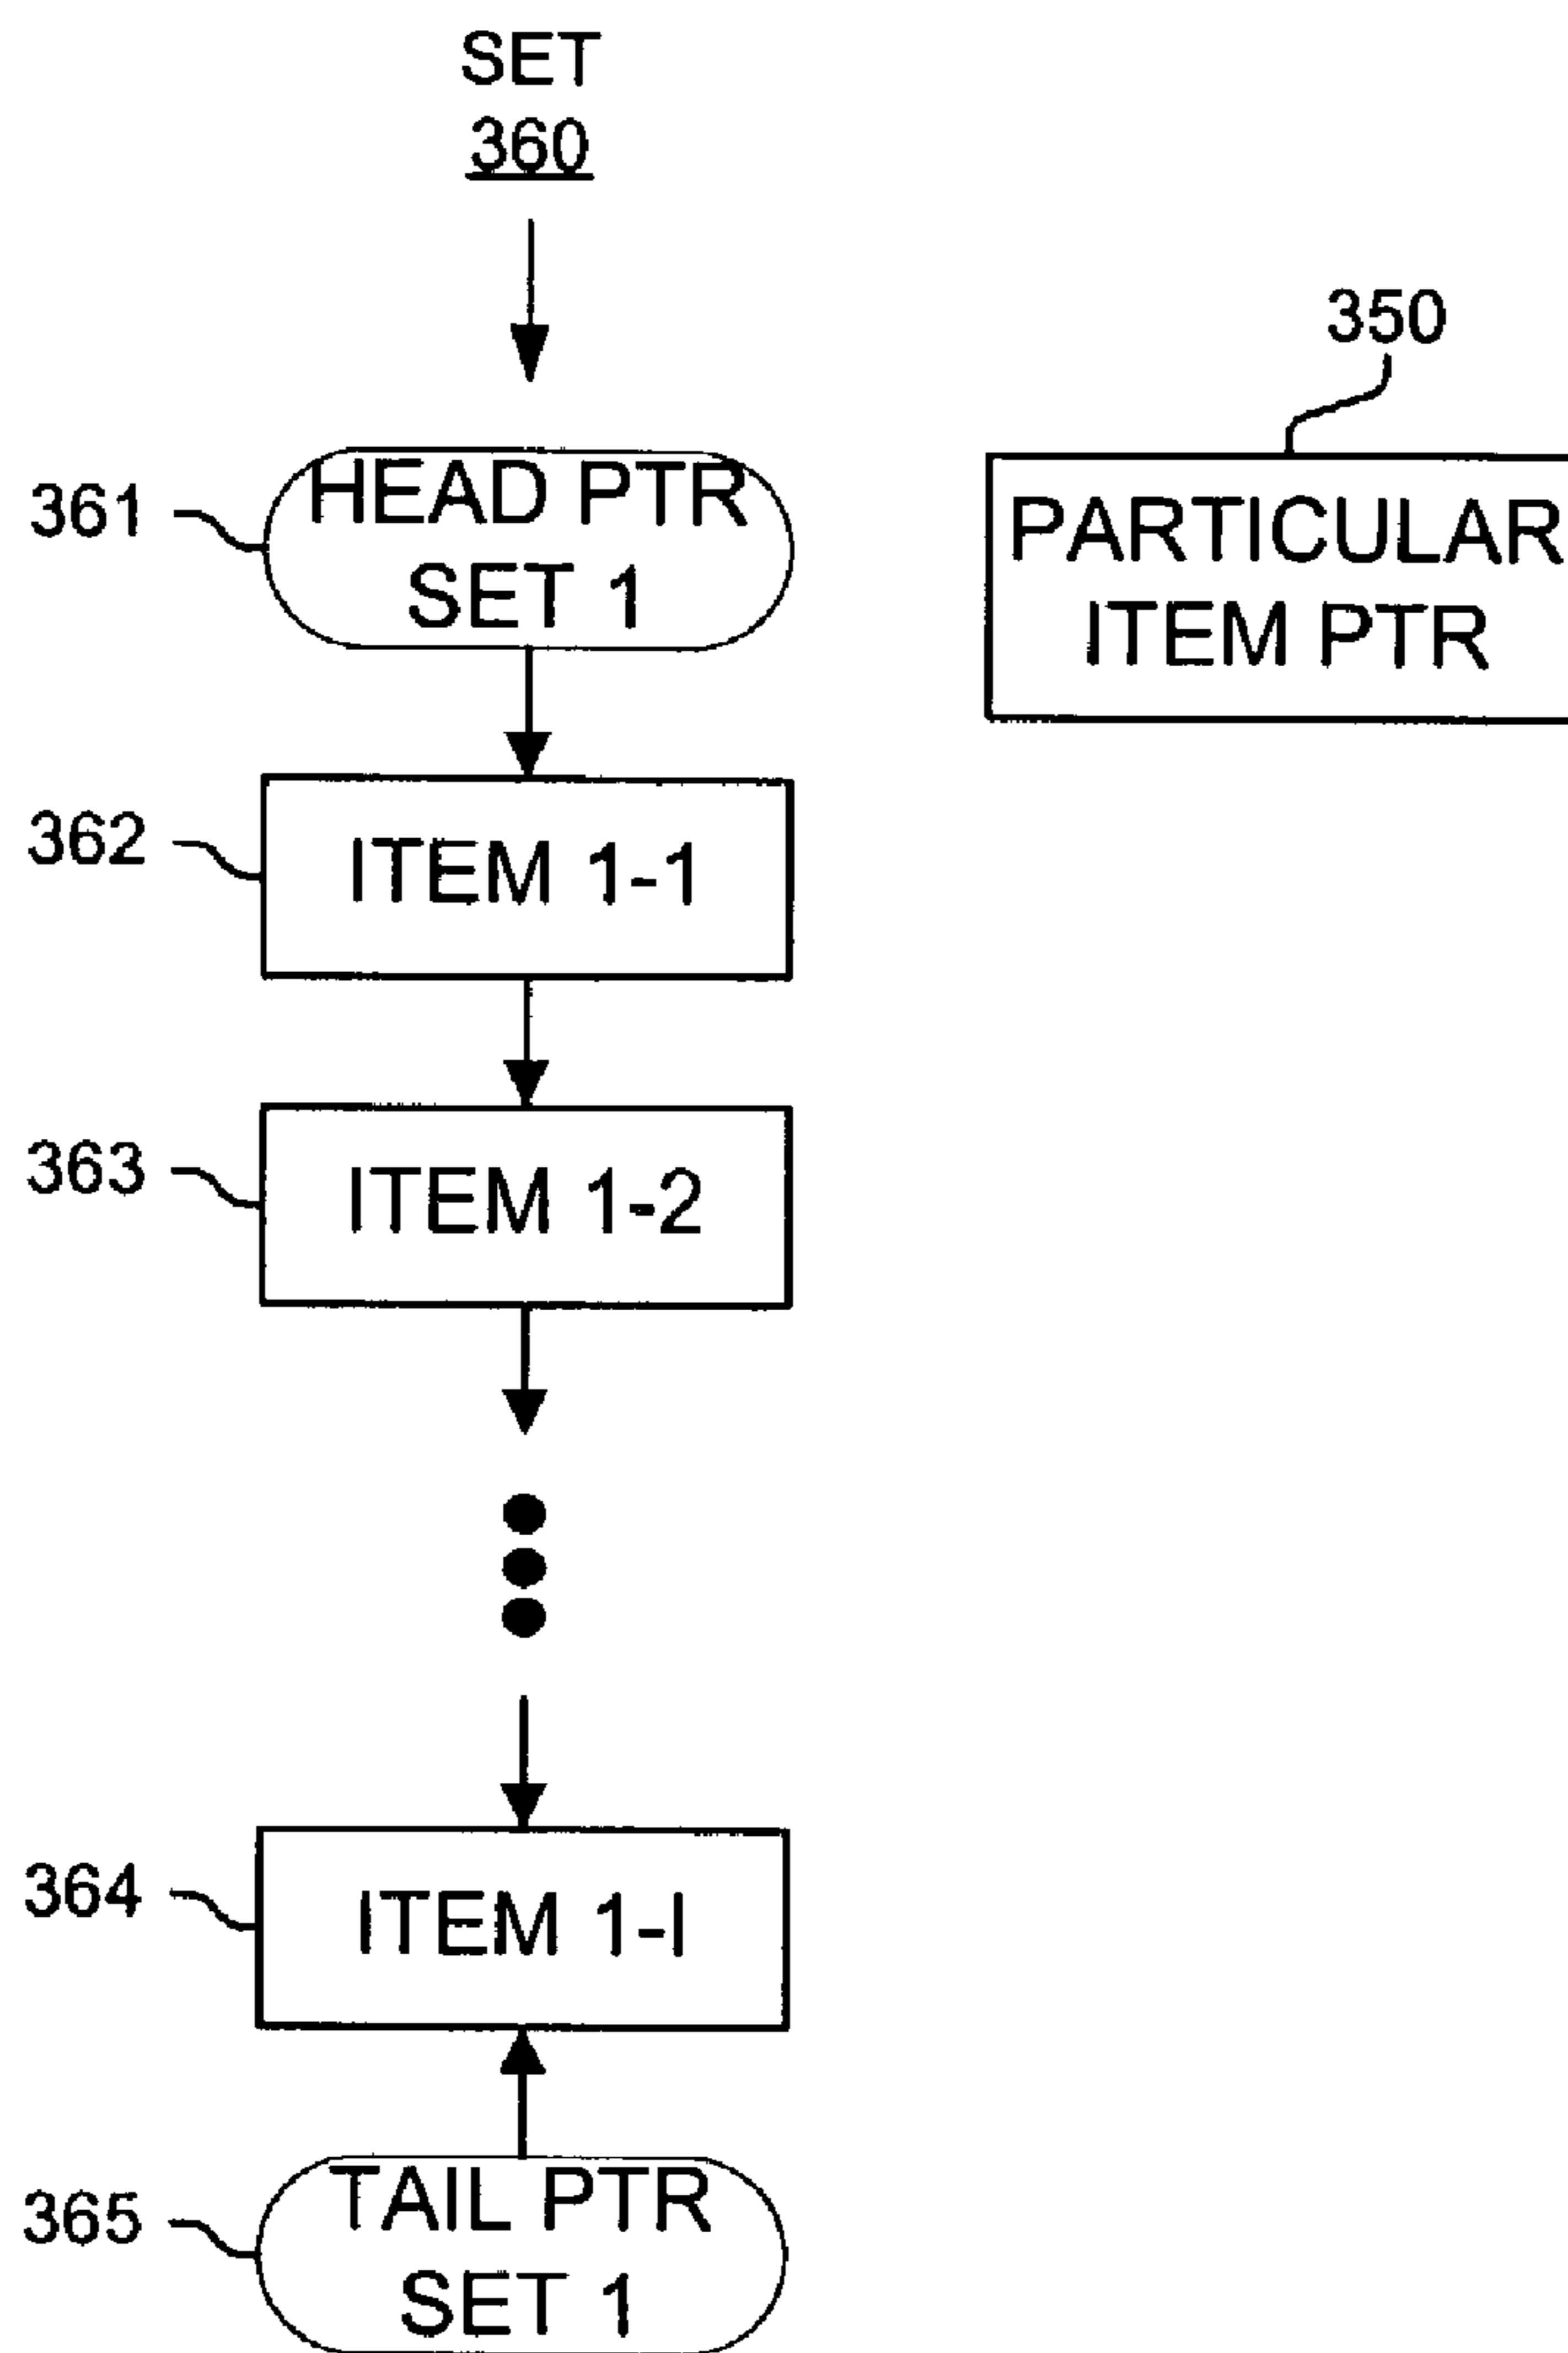 SET
360
350
361
HEAD PTR
SET 1
PARTICULAR
ITEM PTR
362
ITEM 1-1
363
ITEM 1-2
364
ITEM 1-I
365
TAIL PTR
SET 1